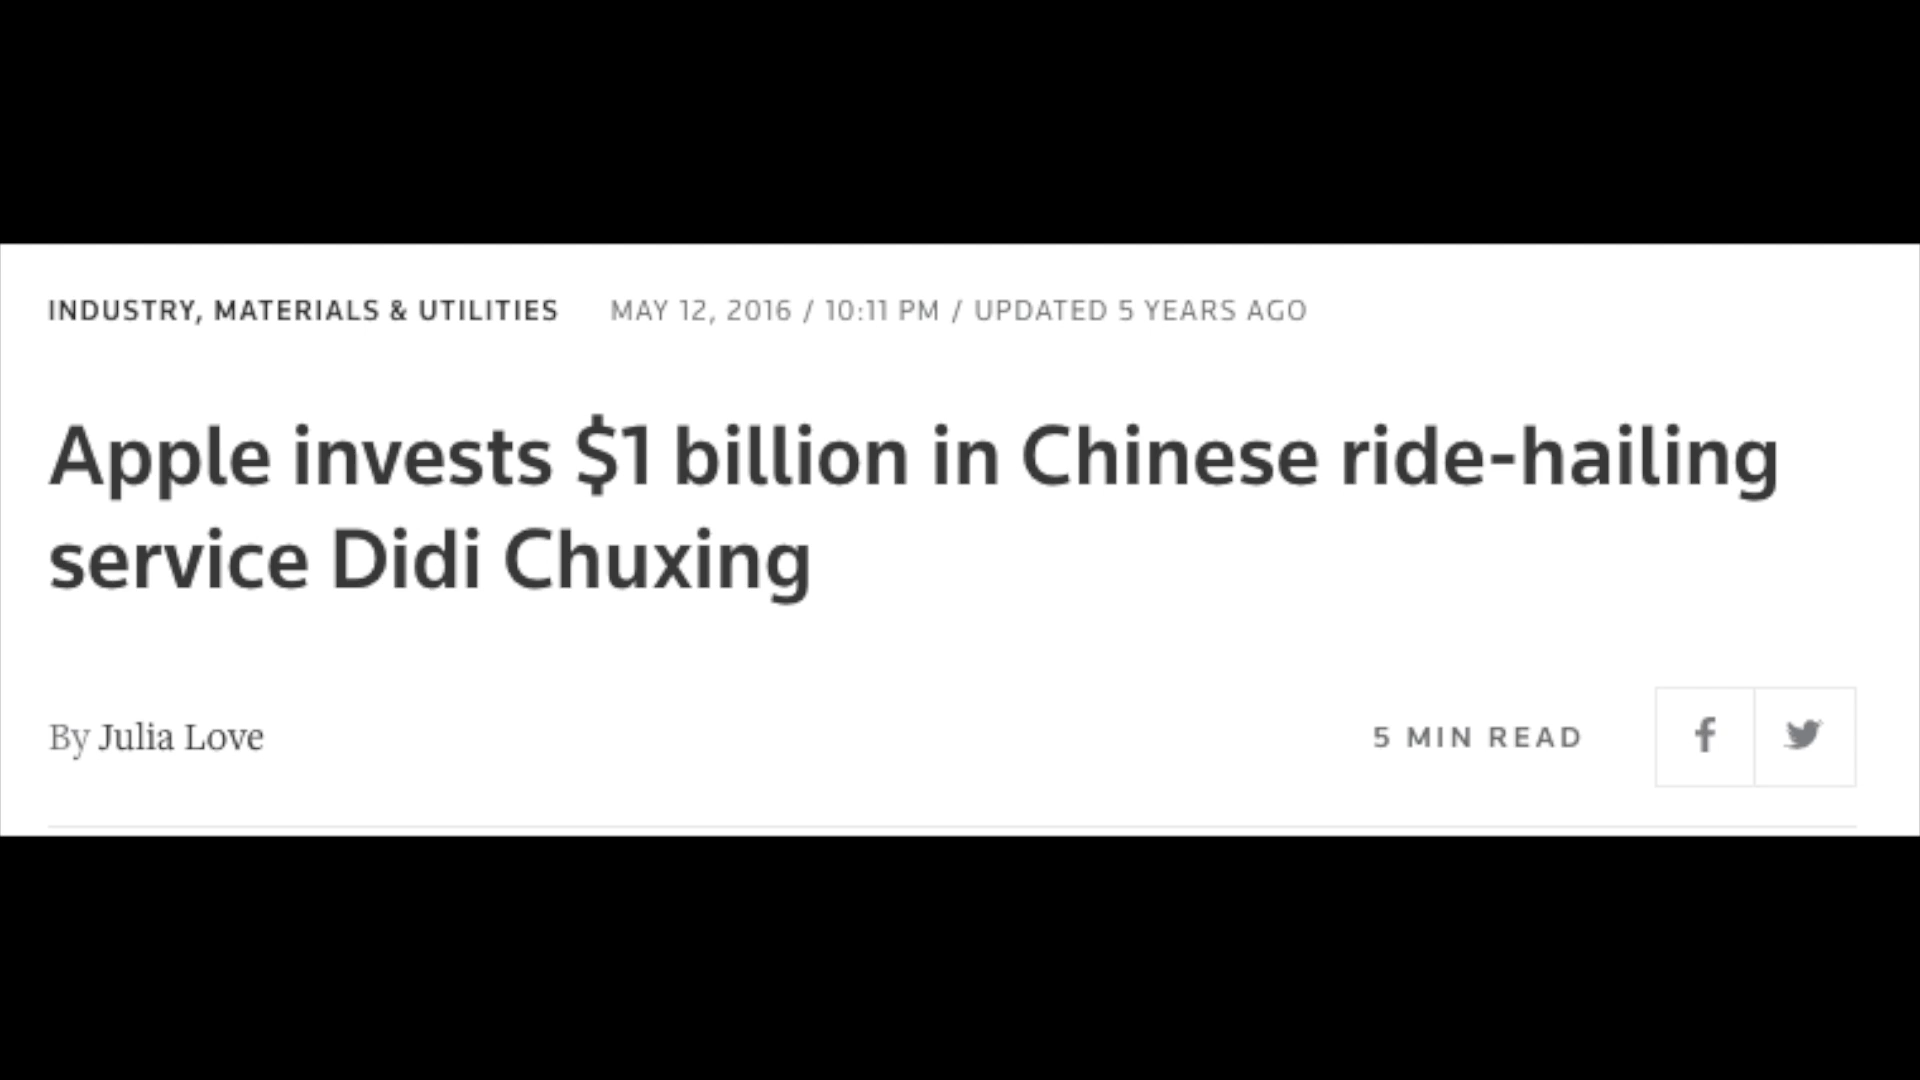 INDUSTRY, MATERIALS & UTILITIES MAY 12, 2016 / 10:11 PM / UPDATED 5 YEARS AGO
Apple invests $1 billion in Chinese ride-hailing
service Didi Chuxing
By Julia Love 5 MIN READ